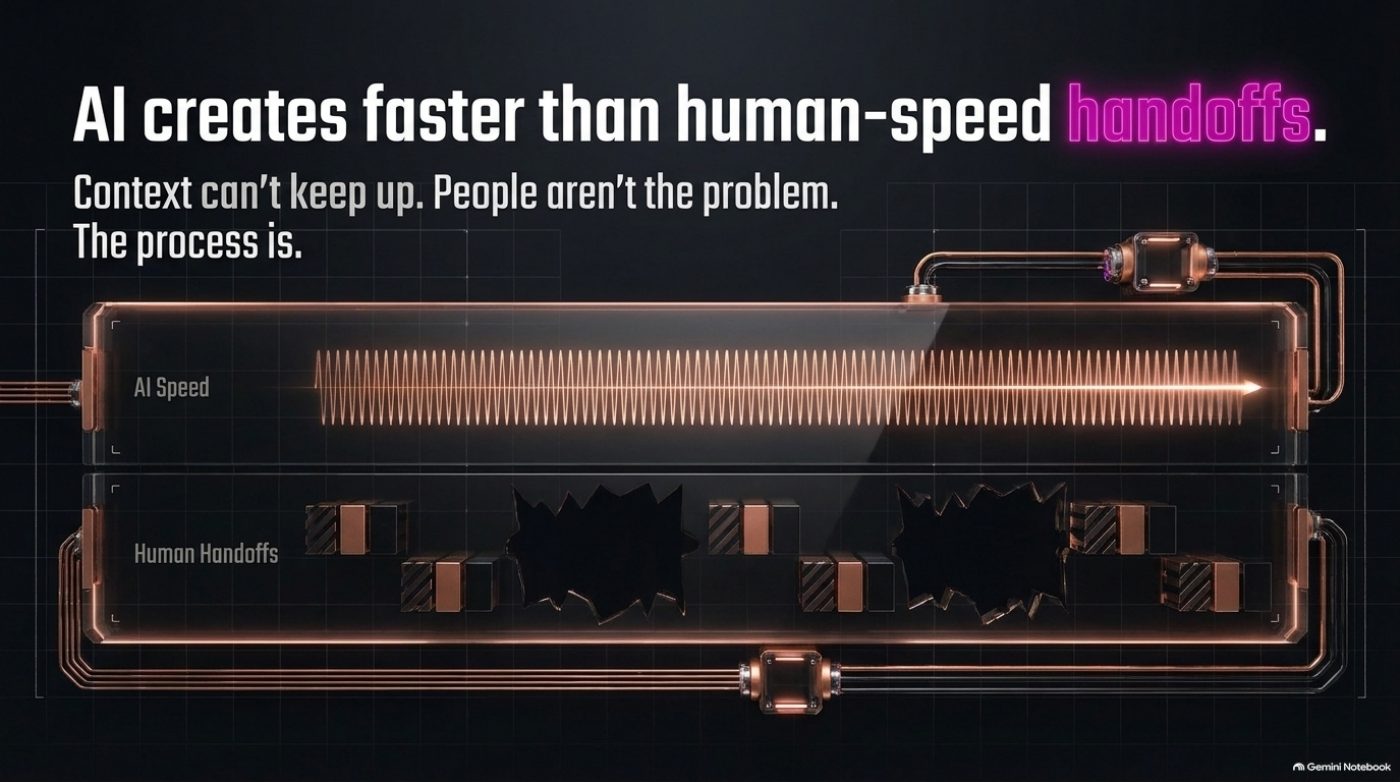 AI creates faster than human-speed handoffs.
Context can't keep up. People aren't the problem.
The process is.
AI Speed
Human Handoffs
Gemini Notebook